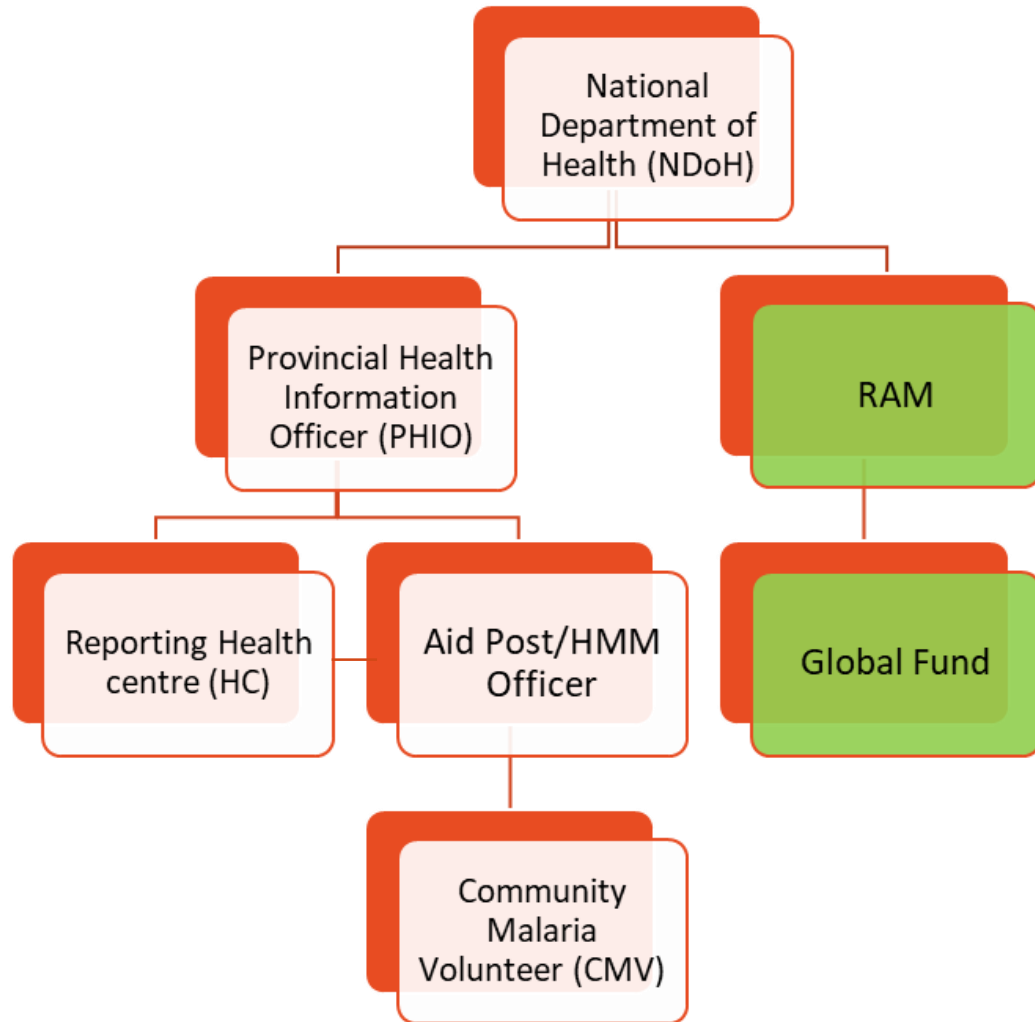 National
Department of
Health (NDoH)
Provincial Health
Information
Officer (PHIO)
RAM
Reporting Health
centre (HC)
Aid Post/HMM
Officer
Global Fund
Community
Malaria
Volunteer (CMV)